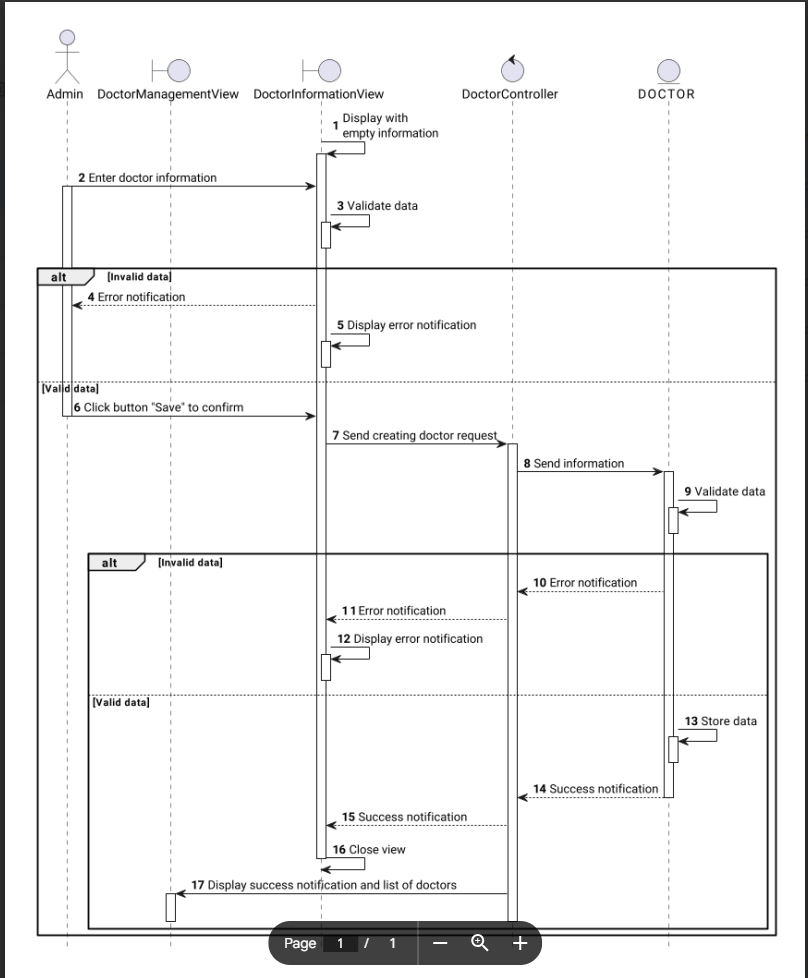 Admin
DoctorManagementView
DoctorInformationView
DoctorController
DOCTOR
1 Display with
empty information
2 Enter doctor information
3 Validate data
alt [Invalid data]
4 Error notification
5 Display error notification
[Valid data]
6 Click button "Save" to confirm
7 Send creating doctor request
8 Send information
9 Validate data
alt [Invalid data]
10 Error notification
11 Error notification
12 Display error notification
[Valid data]
13 Store data
14 Success notification
15 Success notification
16 Close view
17 Display success notification and list of doctors
Page 1 / 1